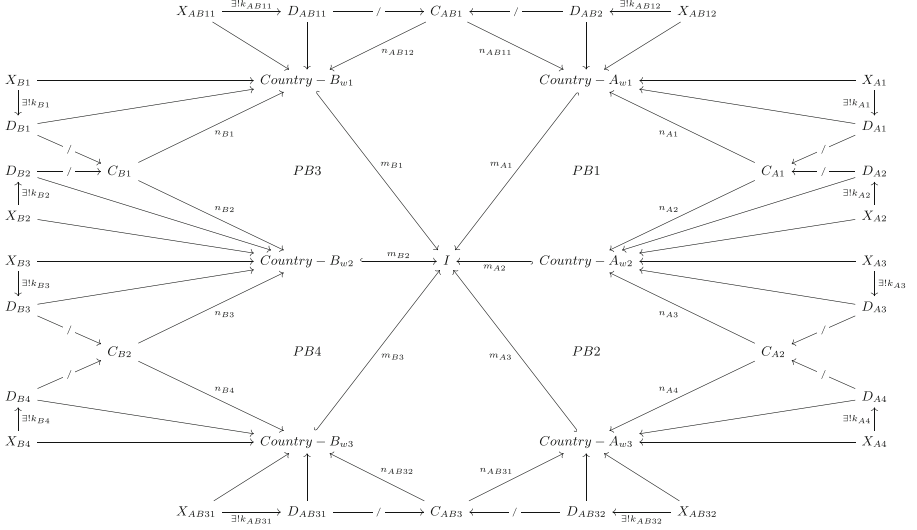 X_{AB11} ∃!k_{AB11} D_{AB11} / C_{AB1} / D_{AB2} ∃!k_{AB12} X_{AB12}
n_{AB12} n_{AB11}
X_{B1} Country − B_{w1} Country − A_{w1} X_{A1}
∃!k_{B1} ∃!k_{A1}
D_{B1} n_{B1} n_{A1} D_{A1}
/ /
D_{B2} / C_{B1} m_{B1} PB3 m_{A1} PB1 C_{A1} / D_{A2}
∃!k_{B2} ∃!k_{A2}
X_{B2} n_{B2} n_{A2} X_{A2}
X_{B3} Country − B_{w2} m_{B2} I m_{A2} Country − A_{w2} X_{A3}
∃!k_{B3} ∃!k_{A3}
D_{B3} n_{B3} n_{A3} D_{A3}
/ /
C_{B2} PB4 m_{B3} m_{A3} PB2 C_{A2}
/ /
D_{B4} n_{B4} n_{A4} D_{A4}
∃!k_{B4} ∃!k_{A4}
X_{B4} Country − B_{w3} Country − A_{w3} X_{A4}
n_{AB32} n_{AB31}
X_{AB31} ∃!k_{AB31} D_{AB31} / C_{AB3} / D_{AB32} ∃!k_{AB32} X_{AB32}